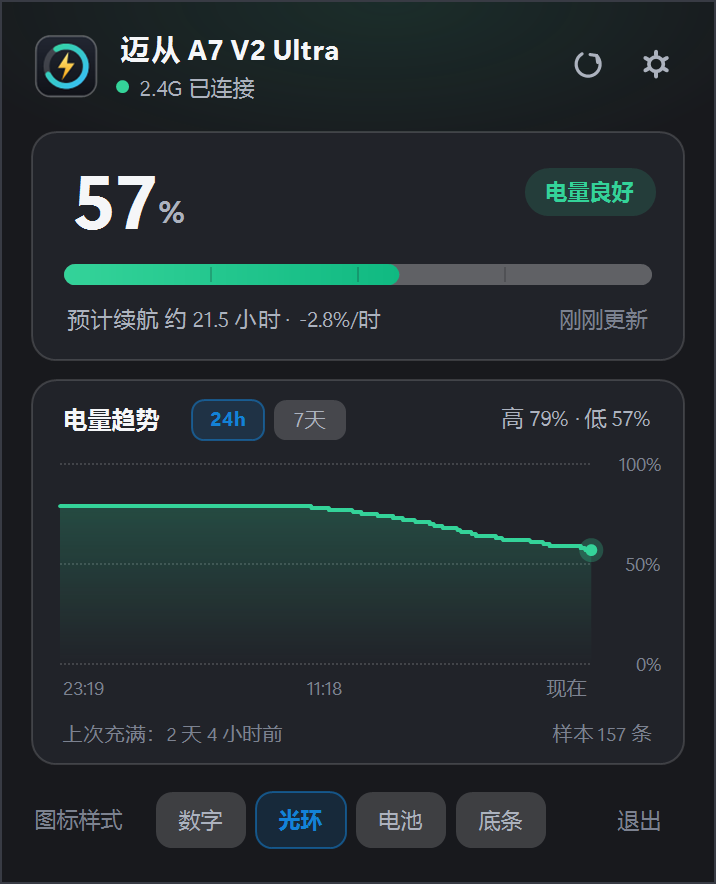 迈从 A7 V2 Ultra
2.4G 已连接
57%
电量良好
预计续航 约 21.5 小时 · -2.8%/时
刚刚更新
电量趋势
24h
7天
高 79% · 低 57%
100%
50%
0%
23:19
11:18
现在
上次充满：2 天 4 小时前
样本 157 条
图标样式
数字
光环
电池
底条
退出